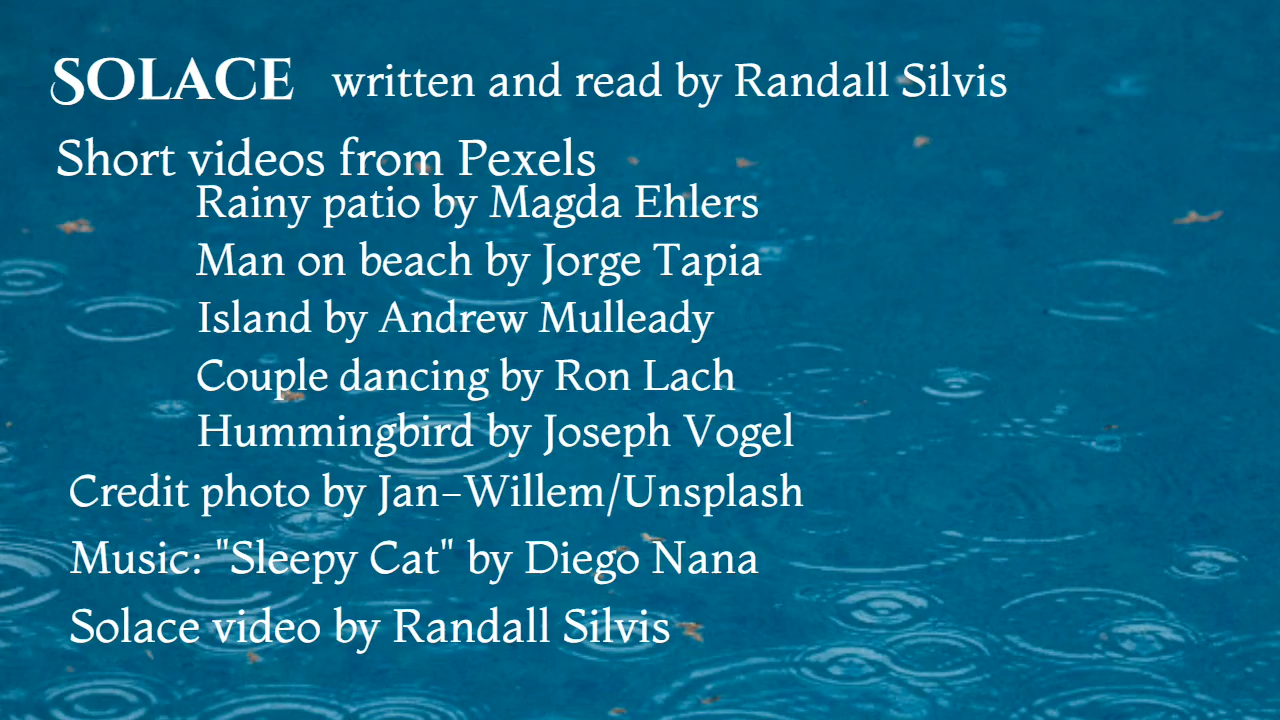 SOLACE written and read by Randall Silvis
Short videos from Pexels
Rainy patio by Magda Ehlers
Man on beach by Jorge Tapia
Island by Andrew Mulleady
Couple dancing by Ron Lach
Hummingbird by Joseph Vogel
Credit photo by Jan-Willem/Unsplash
Music: "Sleepy Cat" by Diego Nana
Solace video by Randall Silvis